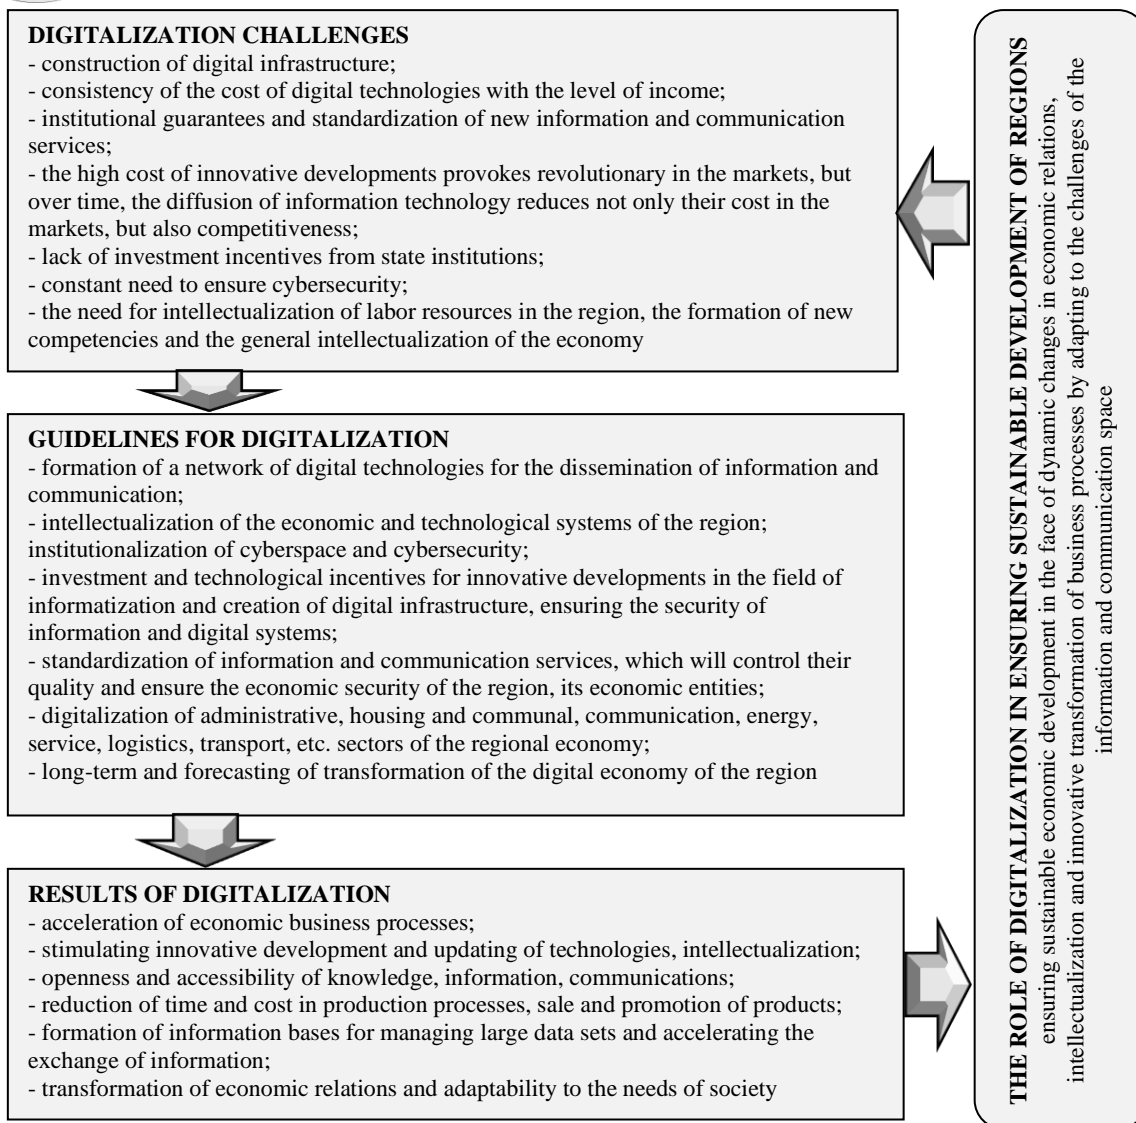 DIGITALIZATION CHALLENGES
- construction of digital infrastructure;
- consistency of the cost of digital technologies with the level of income;
- institutional guarantees and standardization of new information and communication
services;
- the high cost of innovative developments provokes revolutionary in the markets, but
over time, the diffusion of information technology reduces not only their cost in the
markets, but also competitiveness;
- lack of investment incentives from state institutions;
- constant need to ensure cybersecurity;
- the need for intellectualization of labor resources in the region, the formation of new
competencies and the general intellectualization of the economy
GUIDELINES FOR DIGITALIZATION
- formation of a network of digital technologies for the dissemination of information and
communication;
- intellectualization of the economic and technological systems of the region;
institutionalization of cyberspace and cybersecurity;
- investment and technological incentives for innovative developments in the field of
informatization and creation of digital infrastructure, ensuring the security of
information and digital systems;
- standardization of information and communication services, which will control their
quality and ensure the economic security of the region, its economic entities;
- digitalization of administrative, housing and communal, communication, energy,
service, logistics, transport, etc. sectors of the regional economy;
- long-term and forecasting of transformation of the digital economy of the region
RESULTS OF DIGITALIZATION
- acceleration of economic business processes;
- stimulating innovative development and updating of technologies, intellectualization;
- openness and accessibility of knowledge, information, communications;
- reduction of time and cost in production processes, sale and promotion of products;
- formation of information bases for managing large data sets and accelerating the
exchange of information;
- transformation of economic relations and adaptability to the needs of society
THE ROLE OF DIGITALIZATION IN ENSURING SUSTAINABLE DEVELOPMENT OF REGIONS
ensuring sustainable economic development in the face of dynamic changes in economic relations,
intellectualization and innovative transformation of business processes by adapting to the challenges of the
information and communication space